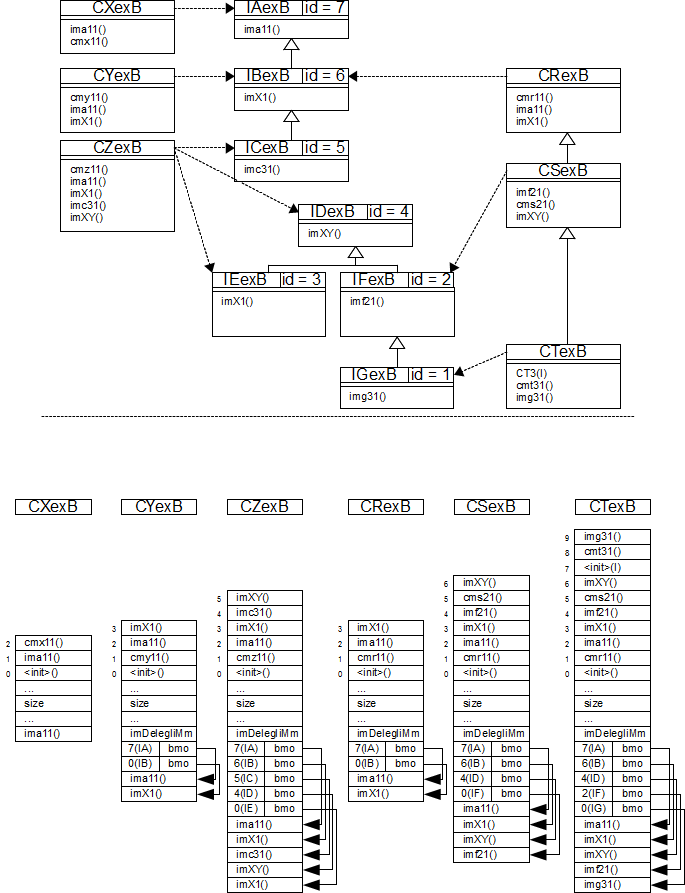 CXexB
ima11()
cmx11()
IAexB id = 7
ima11()
CYexB
cmy11()
ima11()
imX1()
IBexB id = 6
imX1()
CRexB
cmr11()
ima11()
imX1()
CZexB
cmz11()
ima11()
imX1()
imc31()
imXY()
ICexB id = 5
imc31()
CSexB
imf21()
cms21()
imXY()
IDexB id = 4
imXY()
IEexB id = 3
imX1()
IFexB id = 2
imf21()
IGexB id = 1
img31()
CTexB
CT3(I)
cmt31()
img31()
CXexB
2 cmx11()
1 ima11()
0 <init>()
...
size
...
ima11()
CYexB
3 imX1()
2 ima11()
1 cmy11()
0 <init>()
...
size
...
imDelegliMm
7(IA) bmo
0(IB) bmo
ima11()
imX1()
CZexB
5 imXY()
4 imc31()
3 imX1()
2 ima11()
1 cmz11()
0 <init>()
...
size
...
imDelegliMm
7(IA) bmo
6(IB) bmo
5(IC) bmo
4(ID) bmo
0(IE) bmo
ima11()
imX1()
imc31()
imXY()
imX1()
CRexB
3 imX1()
2 ima11()
1 cmr11()
0 <init>()
...
size
...
imDelegliMm
7(IA) bmo
0(IB) bmo
ima11()
imX1()
CSexB
6 imXY()
5 cms21()
4 imf21()
3 imX1()
2 ima11()
1 cmr11()
0 <init>()
...
size
...
imDelegliMm
7(IA) bmo
6(IB) bmo
4(ID) bmo
0(IF) bmo
ima11()
imX1()
imXY()
imf21()
CTexB
9 img31()
8 cmt31()
7 <init>(I)
6 imXY()
5 cms21()
4 imf21()
3 imX1()
2 ima11()
1 cmr11()
0 <init>()
...
size
...
imDelegliMm
7(IA) bmo
6(IB) bmo
4(ID) bmo
2(IF) bmo
0(IG) bmo
ima11()
imX1()
imXY()
imf21()
img31()